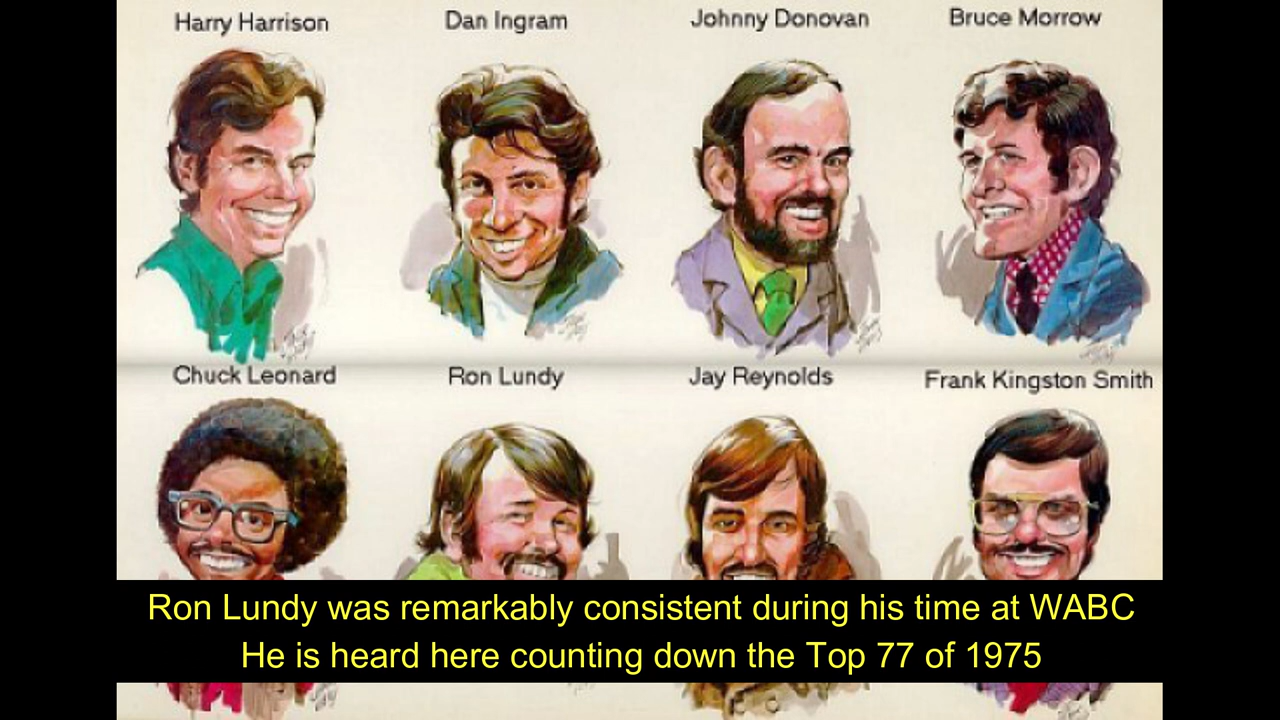 Harry Harrison Dan Ingram Johnny Donovan Bruce Morrow
Chuck Leonard Ron Lundy Jay Reynolds Frank Kingston Smith
Ron Lundy was remarkably consistent during his time at WABC
He is heard here counting down the Top 77 of 1975